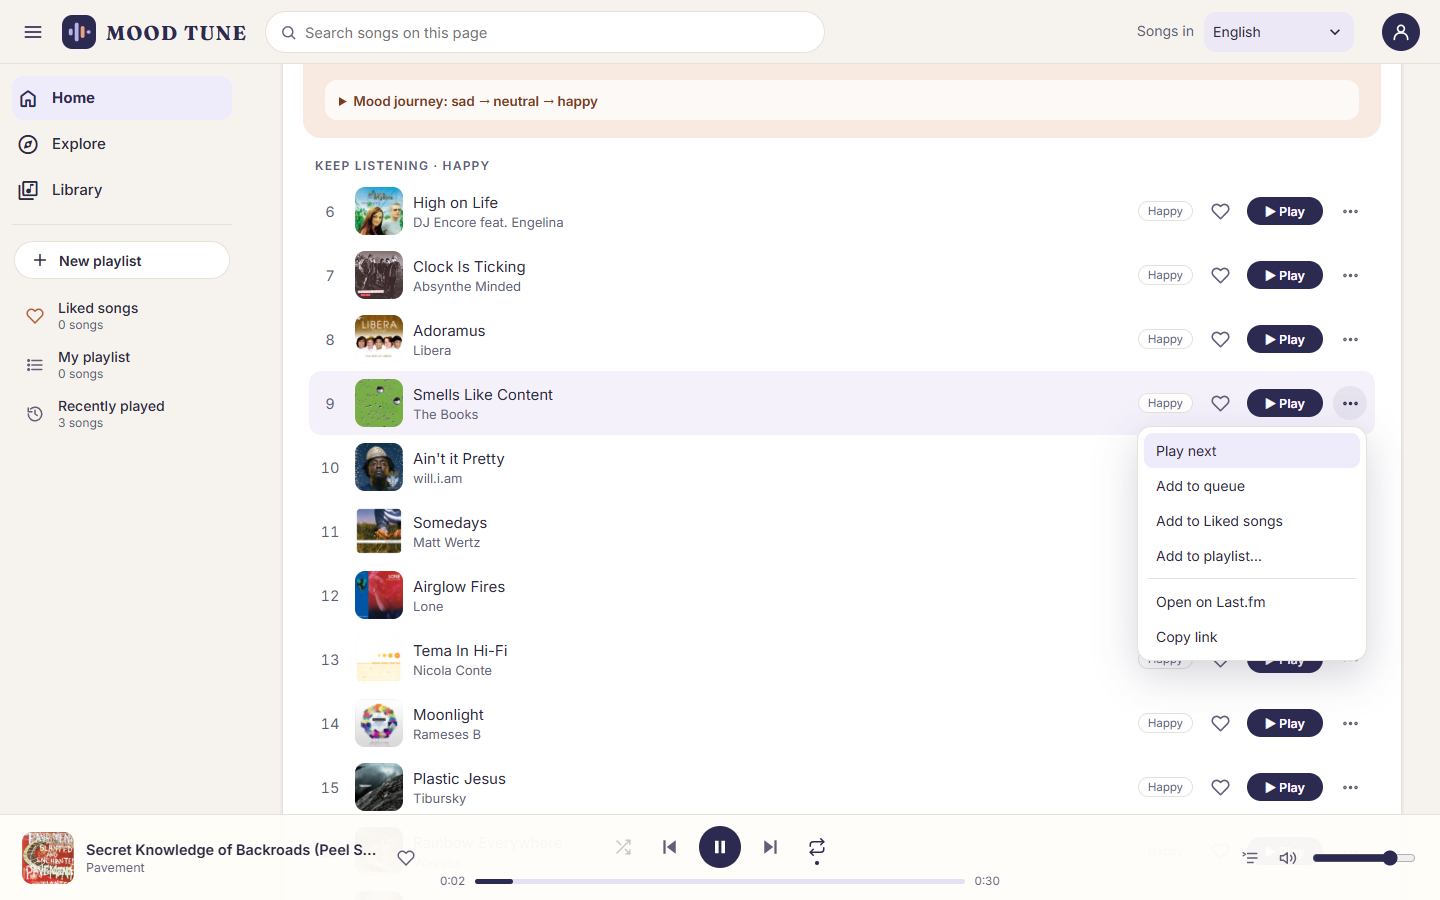 MOOD TUNE
Search songs on this page
Songs in
English
Home
Explore
Library
New playlist
Liked songs
0 songs
My playlist
0 songs
Recently played
3 songs
Mood journey: sad → neutral → happy
KEEP LISTENING · HAPPY
6
High on Life
DJ Encore feat. Engelina
Happy
Play
7
Clock Is Ticking
Absynthe Minded
Happy
Play
8
LIBERA
Adoramus
Libera
Happy
Play
9
Smells Like Content
The Books
Happy
Play
Play next
Add to queue
Add to Liked songs
Add to playlist...
Open on Last.fm
Copy link
10
Ain't it Pretty
will.i.am
11
Somedays
Matt Wertz
12
Airglow Fires
Lone
13
Tema In Hi-Fi
Nicola Conte
Happy
Play
14
Moonlight
Rameses B
Happy
Play
15
Plastic Jesus
Tibursky
Happy
Play
Rainbow Everywhere
Secret Knowledge of Backroads (Peel S...
Pavement
0:02
0:30